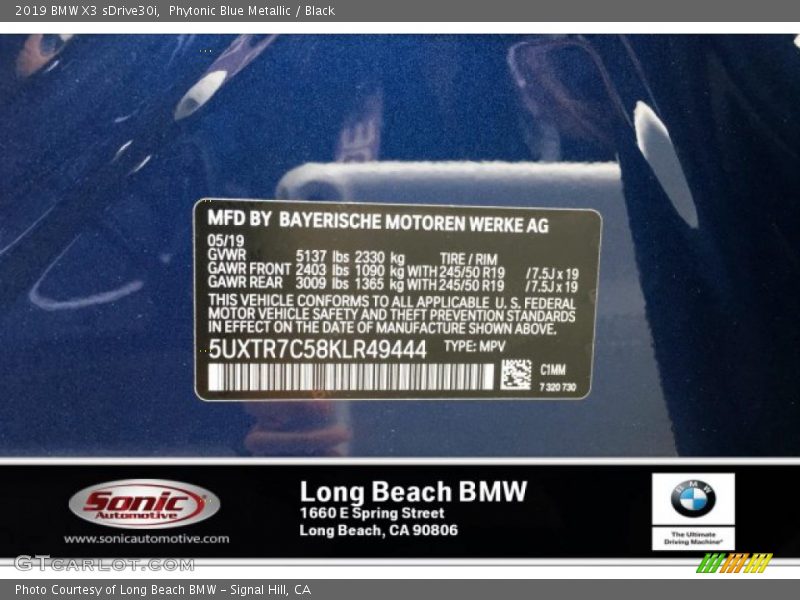 2019 BMW X3 sDrive30i,  Phytonic Blue Metallic / Black
MFD BY BAYERISCHE MOTOREN WERKE AG
05/19
GVWR 5137 lbs 2330 kg TIRE / RIM
GAWR FRONT 2403 lbs 1090 kg WITH 245/50 R19 /7.5J x 19
GAWR REAR 3009 lbs 1365 kg WITH 245/50 R19 /7.5J x 19
THIS VEHICLE CONFORMS TO ALL APPLICABLE U. S. FEDERAL
MOTOR VEHICLE SAFETY AND THEFT PREVENTION STANDARDS
IN EFFECT ON THE DATE OF MANUFACTURE SHOWN ABOVE.
5UXTR7C58KLR49444 TYPE: MPV
C1MM
7 320 730
Sonic
Automotive
www.sonicautomotive.com
Long Beach BMW
1660 E Spring Street
Long Beach, CA 90806
BMW
The Ultimate
Driving Machine®
GTcarlot.com
Photo Courtesy of Long Beach BMW – Signal Hill, CA